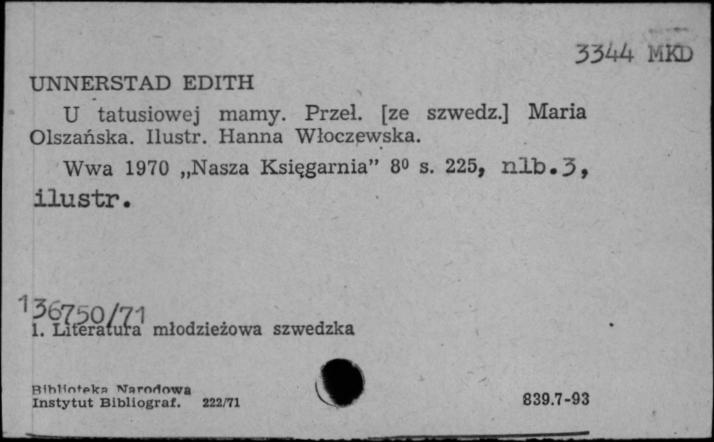 3344 MKD
UNNERSTAD EDITH
U tatusiowej mamy. Przeł. [ze szwedz.] Maria
Olszańska. Ilustr. Hanna Włoczewska.
Wwa 1970 „Nasza Księgarnia” 8⁰ s. 225, nlb.3,
ilustr.
136750/71
1. Literatura młodzieżowa szwedzka
Biblioteka Narodowa
Instytut Bibliograf. 222/71
839.7-93